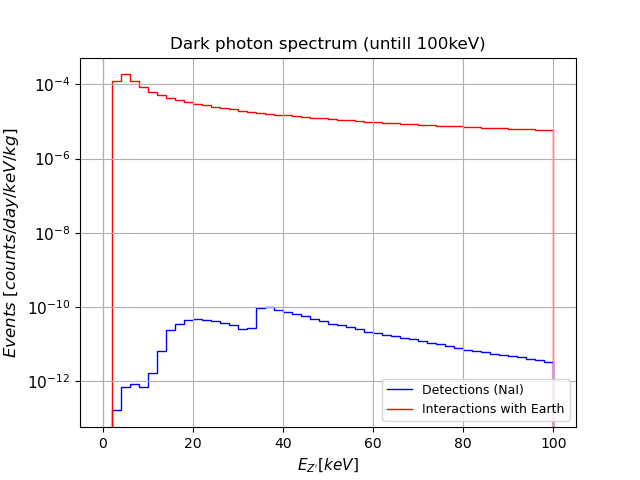 Dark photon spectrum (untill 100keV)
Events [counts/day/keV/kg]
10⁻⁴
10⁻⁶
10⁻⁸
10⁻¹⁰
10⁻¹²
0 20 40 60 80 100
E_{Z'}[keV]
Detections (NaI)
Interactions with Earth